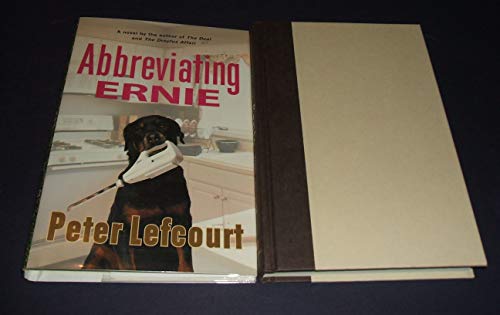 A novel by the author of The Deal
and The Dreyfus Affair
Abbreviating
ERNIE
Peter Lefcourt